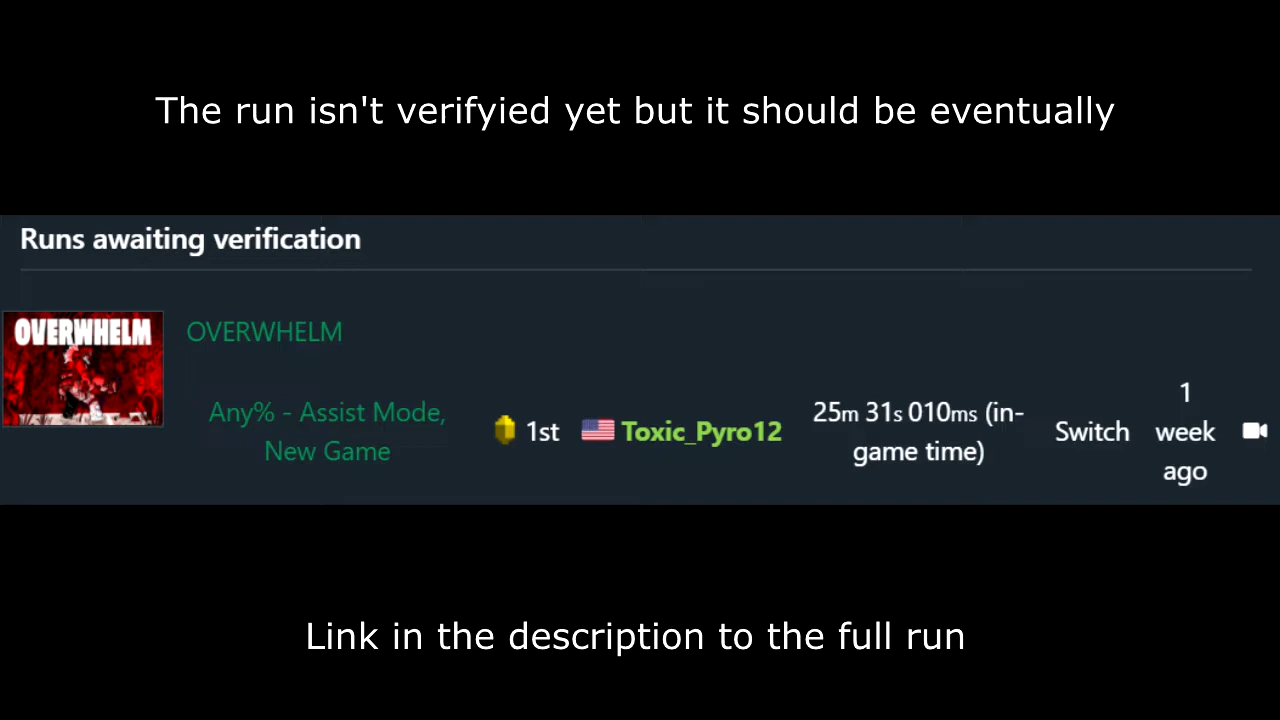 The run isn't verifyied yet but it should be eventually
Runs awaiting verification
OVERWHELM
OVERWHELM
Any% - Assist Mode,
New Game
1st
Toxic_Pyro12
25m 31s 010ms (in-
game time)
Switch
1
week
ago
Link in the description to the full run